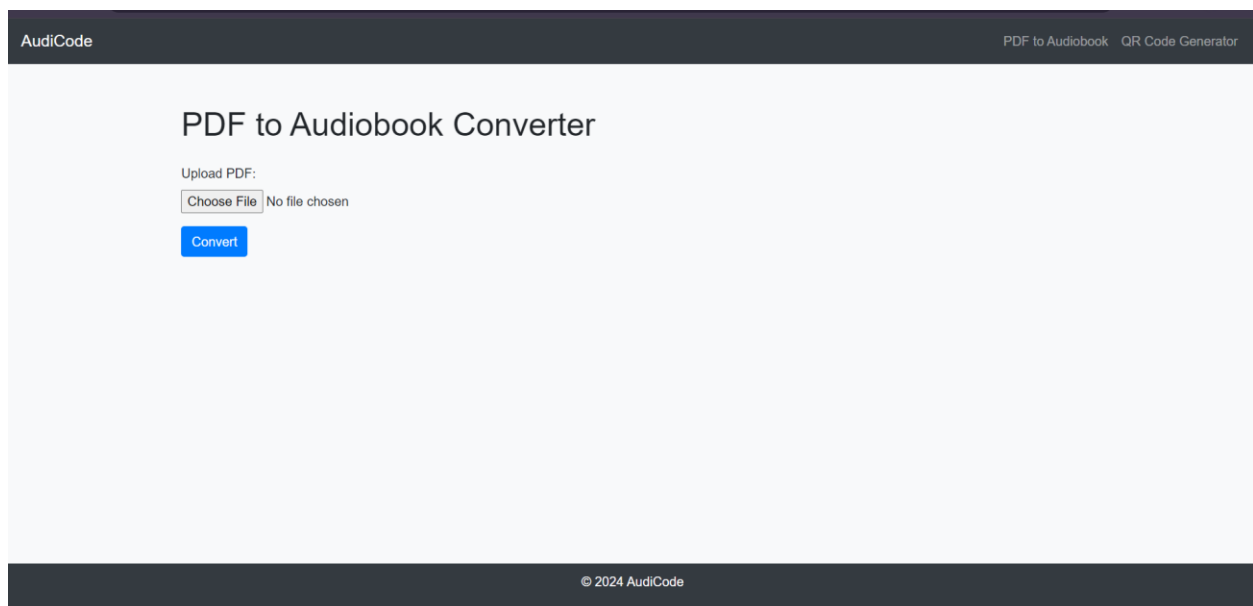 AudiCode
PDF to Audiobook QR Code Generator
PDF to Audiobook Converter
Upload PDF:
Choose File No file chosen
Convert
© 2024 AudiCode